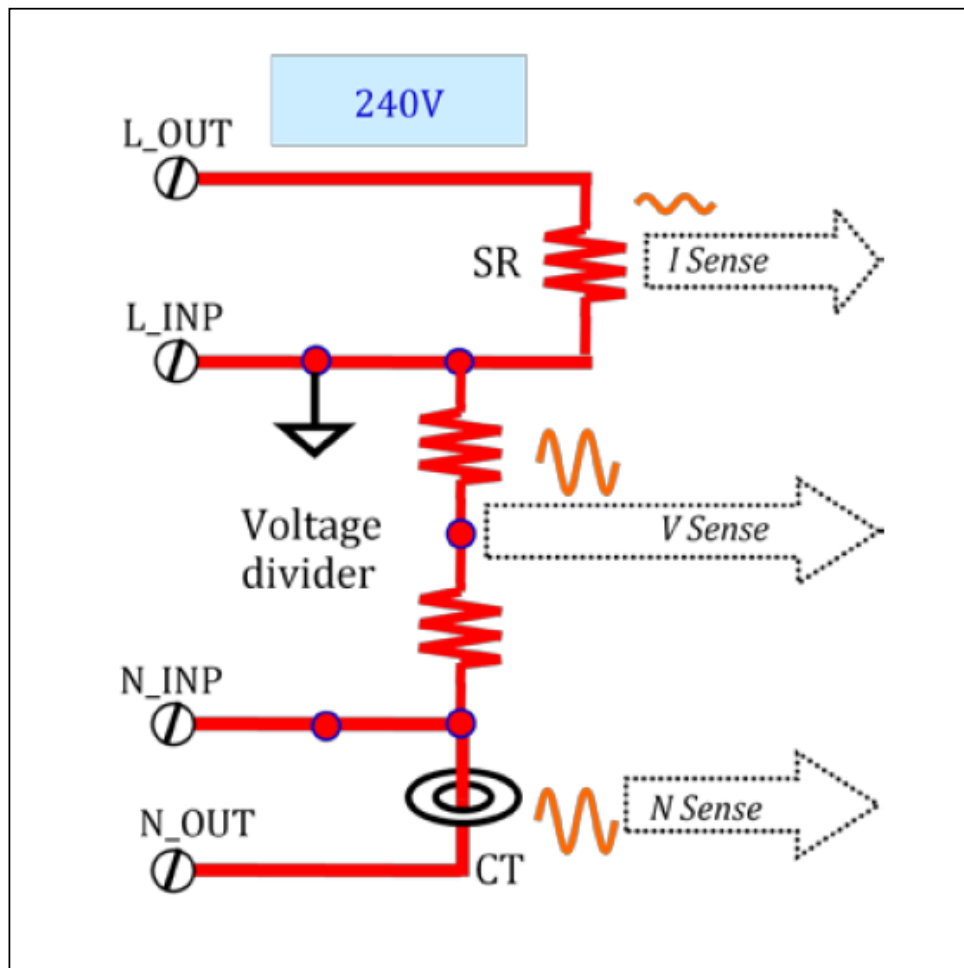 240V
L_OUT
SR
I Sense
L_INP
Voltage
divider
V Sense
N_INP
N_OUT
N Sense
CT